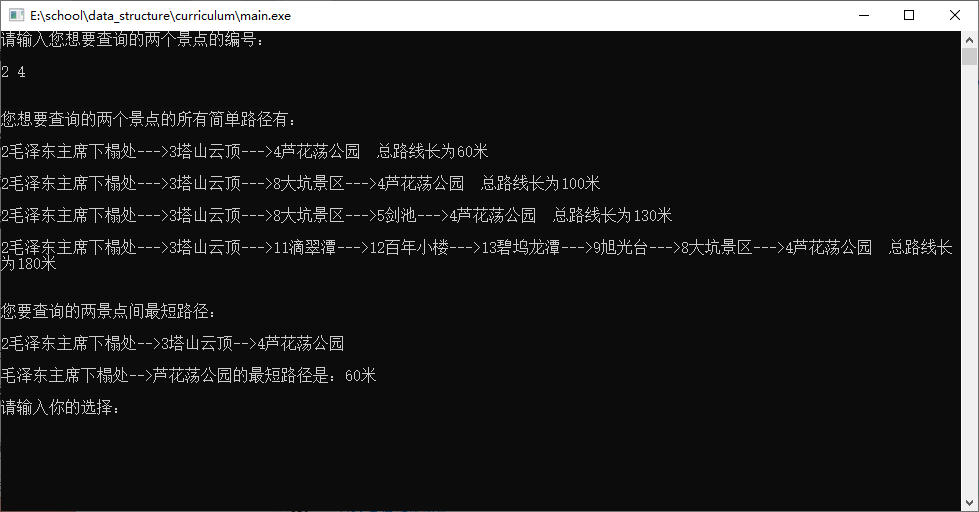 E:\school\data_structure\curriculum\main.exe
请输入您想要查询的两个景点的编号：
2 4
您想要查询的两个景点的所有简单路径有：
2毛泽东主席下榻处--->3塔山云顶--->4芦花荡公园  总路线长为60米
2毛泽东主席下榻处--->3塔山云顶--->8大坑景区--->4芦花荡公园  总路线长为100米
2毛泽东主席下榻处--->3塔山云顶--->8大坑景区--->5剑池--->4芦花荡公园  总路线长为130米
2毛泽东主席下榻处--->3塔山云顶--->11滴翠潭--->12百年小楼--->13碧坞龙潭--->9旭光台--->8大坑景区--->4芦花荡公园  总路线长
为180米
您要查询的两景点间最短路径：
2毛泽东主席下榻处-->3塔山云顶-->4芦花荡公园
毛泽东主席下榻处-->芦花荡公园的最短路径是：60米
请输入你的选择：